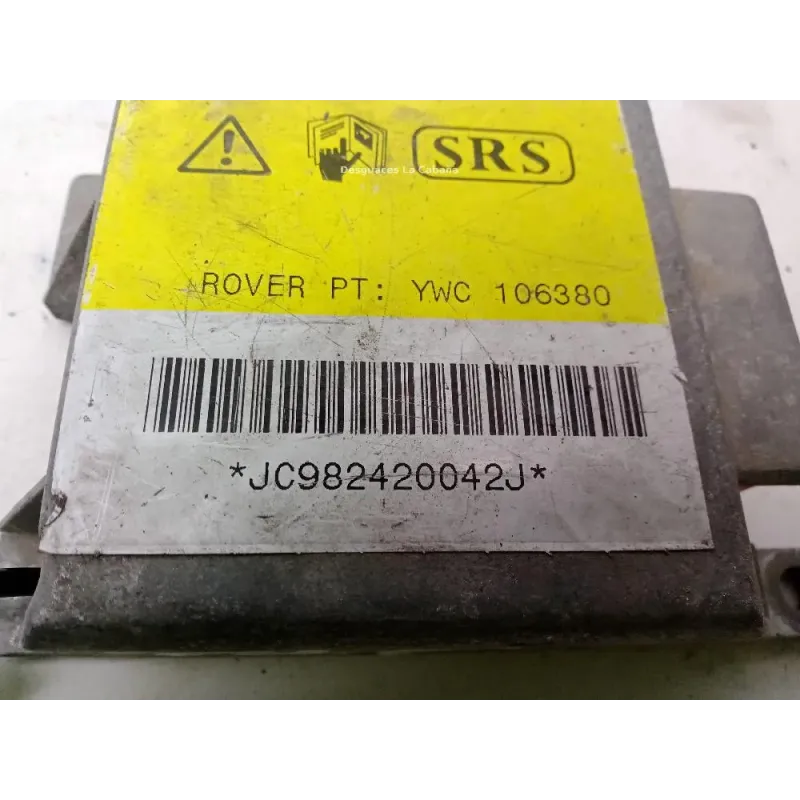 SRS
Desguaces La Cabaña
ROVER PT: YWC 106380
*JC982420042J*